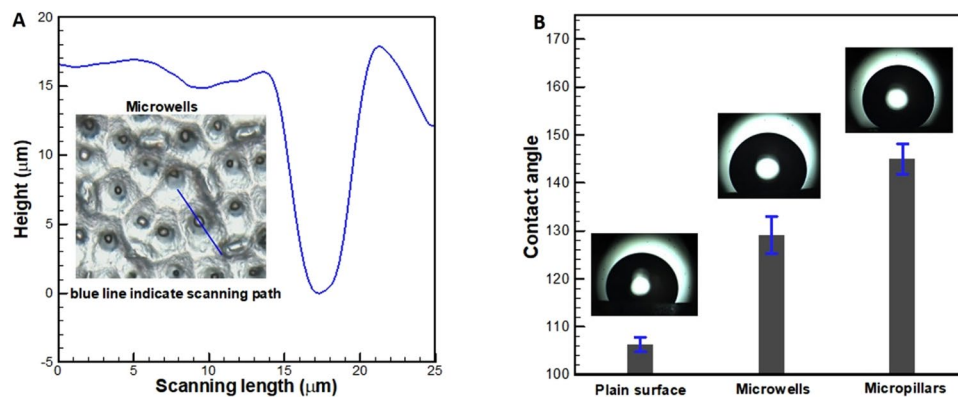 A
20
15
10
5
0
-5
Height (μm)
Microwells
blue line indicate scanning path
0
5
10
15
20
25
Scanning length (μm)
B
170
160
150
140
130
120
110
100
Contact angle
Plain surface
Microwells
Micropillars